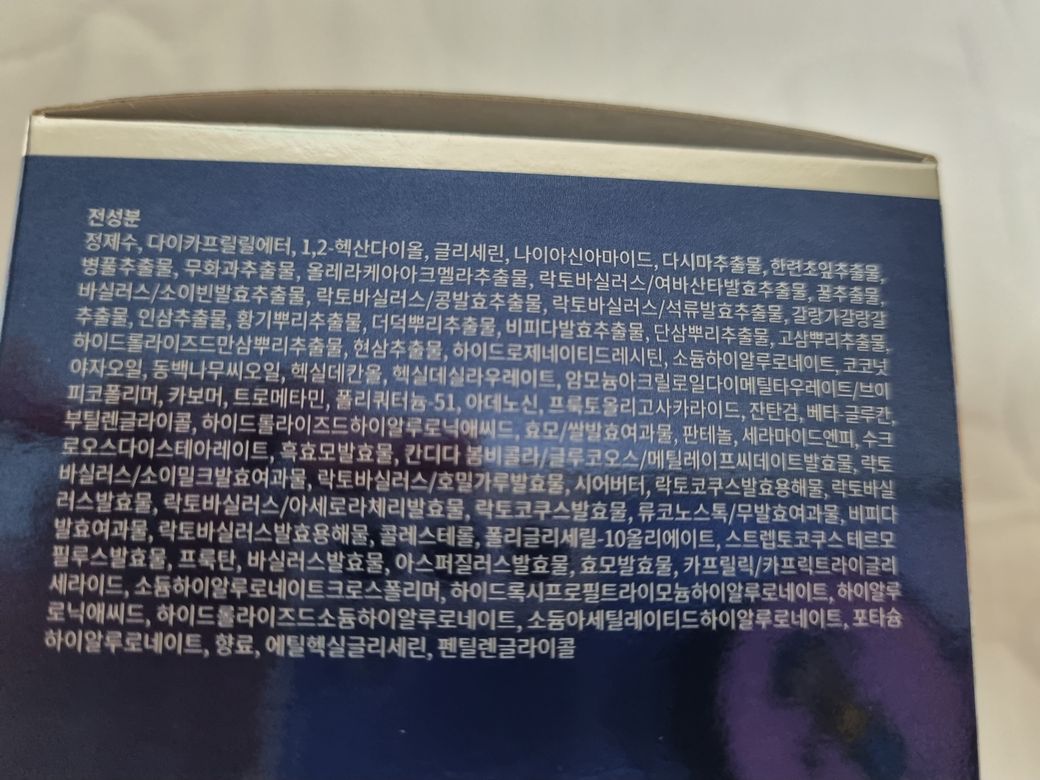 전성분
정제수, 다이카프릴릴에터, 1,2-헥산다이올, 글리세린, 나이아신아마이드, 다시마추출물, 한련초잎추출물,
병풀추출물, 무화과추출물, 올레라케아아크멜라추출물, 락토바실러스/여바산타발효추출물, 꿀추출물,
바실러스/소이빈발효추출물, 락토바실러스/콩발효추출물, 락토바실러스/석류발효추출물, 갈랑가갈랑갈
추출물, 인삼추출물, 황기뿌리추출물, 더덕뿌리추출물, 비피다발효추출물, 단삼뿌리추출물, 고삼뿌리추출물,
하이드롤라이즈드만삼뿌리추출물, 현삼추출물, 하이드로제네이티드레시틴, 소듐하이알루로네이트, 코코넛
야자오일, 동백나무씨오일, 헥실데칸올, 헥실데실라우레이트, 암모늄아크릴로일다이메틸타우레이트/브이
피코폴리머, 카보머, 트로메타민, 폴리쿼터늄-51, 아데노신, 프룩토올리고사카라이드, 잔탄검, 베타-글루칸,
부틸렌글라이콜, 하이드롤라이즈드하이알루로닉애씨드, 효모/쌀발효여과물, 판테놀, 세라마이드엔피, 수크
로오스다이스테아레이트, 흑효모발효물, 칸디다 봄비콜라/글루코오스/메틸레이프씨데이트발효물, 락토
바실러스/소이밀크발효여과물, 락토바실러스/호밀가루발효물, 시어버터, 락토코쿠스발효용해물, 락토바실
러스발효물, 락토바실러스/아세로라체리발효물, 락토코쿠스발효물, 류코노스톡/무발효여과물, 비피다
발효여과물, 락토바실러스발효용해물, 콜레스테롤, 폴리글리세릴-10올리에이트, 스트렙토코쿠스 테르모
필루스발효물, 프룩탄, 바실러스발효물, 아스퍼질러스발효물, 효모발효물, 카프릴릭/카프릭트라이글리
세라이드, 소듐하이알루로네이트크로스폴리머, 하이드록시프로필트라이모늄하이알루로네이트, 하이알루
로닉애씨드, 하이드롤라이즈드소듐하이알루로네이트, 소듐아세틸레이티드하이알루로네이트, 포타슘
하이알루로네이트, 향료, 에틸헥실글리세린, 펜틸렌글라이콜